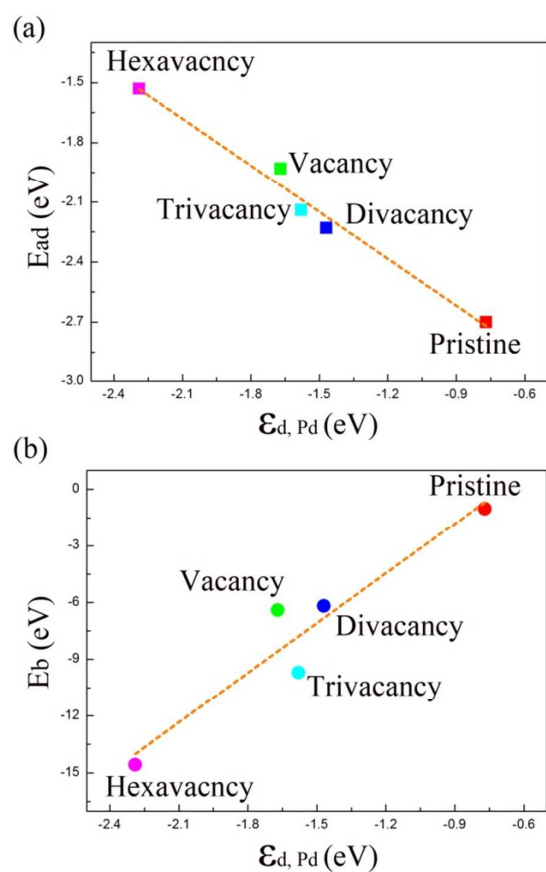 (a)
Hexavacncy
-1.5
-1.8
Vacancy
-2.1
Trivacancy
Divacancy
-2.4
Ead (eV)
-2.7
Pristine
-3.0
-2.4 -2.1 -1.8 -1.5 -1.2 -0.9 -0.6
εd, Pd (eV)
(b)
0
Pristine
-3
Vacancy
-6
Divacancy
Eb (eV)
-9
Trivacancy
-12
-15
Hexavacncy
-2.4 -2.1 -1.8 -1.5 -1.2 -0.9 -0.6
εd, Pd (eV)